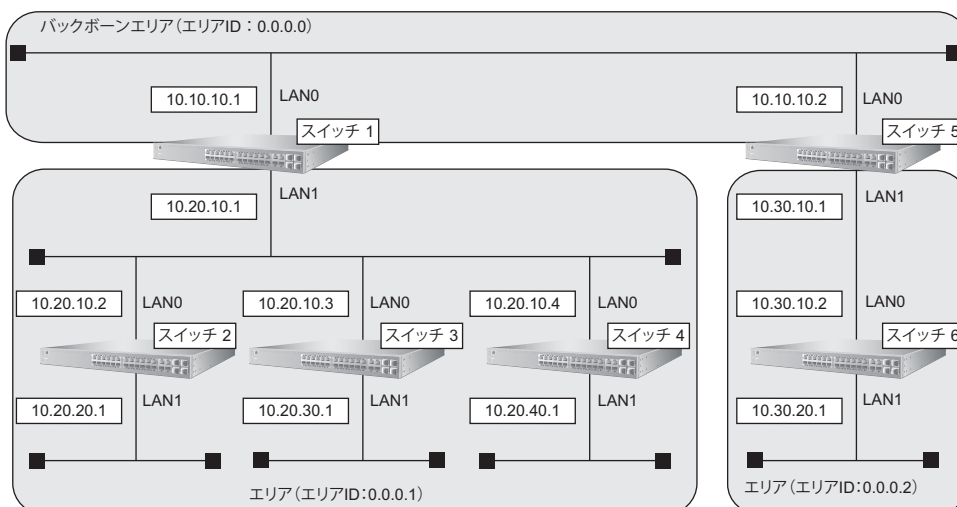 バックボーンエリア(エリアID:0.0.0.0)
10.10.10.1
LAN0
10.10.10.2
LAN0
スイッチ 1
スイッチ 5
10.20.10.1
LAN1
10.30.10.1
LAN1
10.20.10.2
LAN0
10.20.10.3
LAN0
10.20.10.4
LAN0
10.30.10.2
LAN0
スイッチ 2
スイッチ 3
スイッチ 4
スイッチ 6
10.20.20.1
LAN1
10.20.30.1
LAN1
10.20.40.1
LAN1
10.30.20.1
LAN1
エリア(エリアID:0.0.0.1)
エリア(エリアID:0.0.0.2)